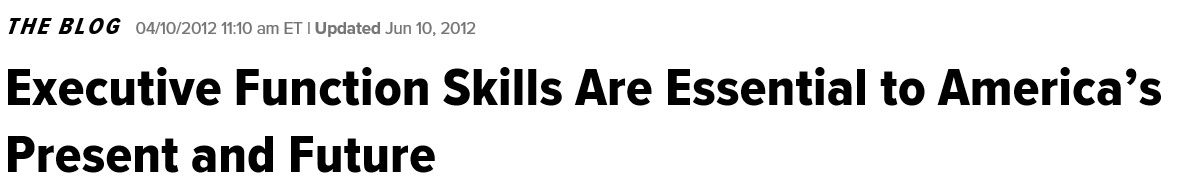 THE BLOG 04/10/2012 11:10 am ET | Updated Jun 10, 2012
Executive Function Skills Are Essential to America’s
Present and Future